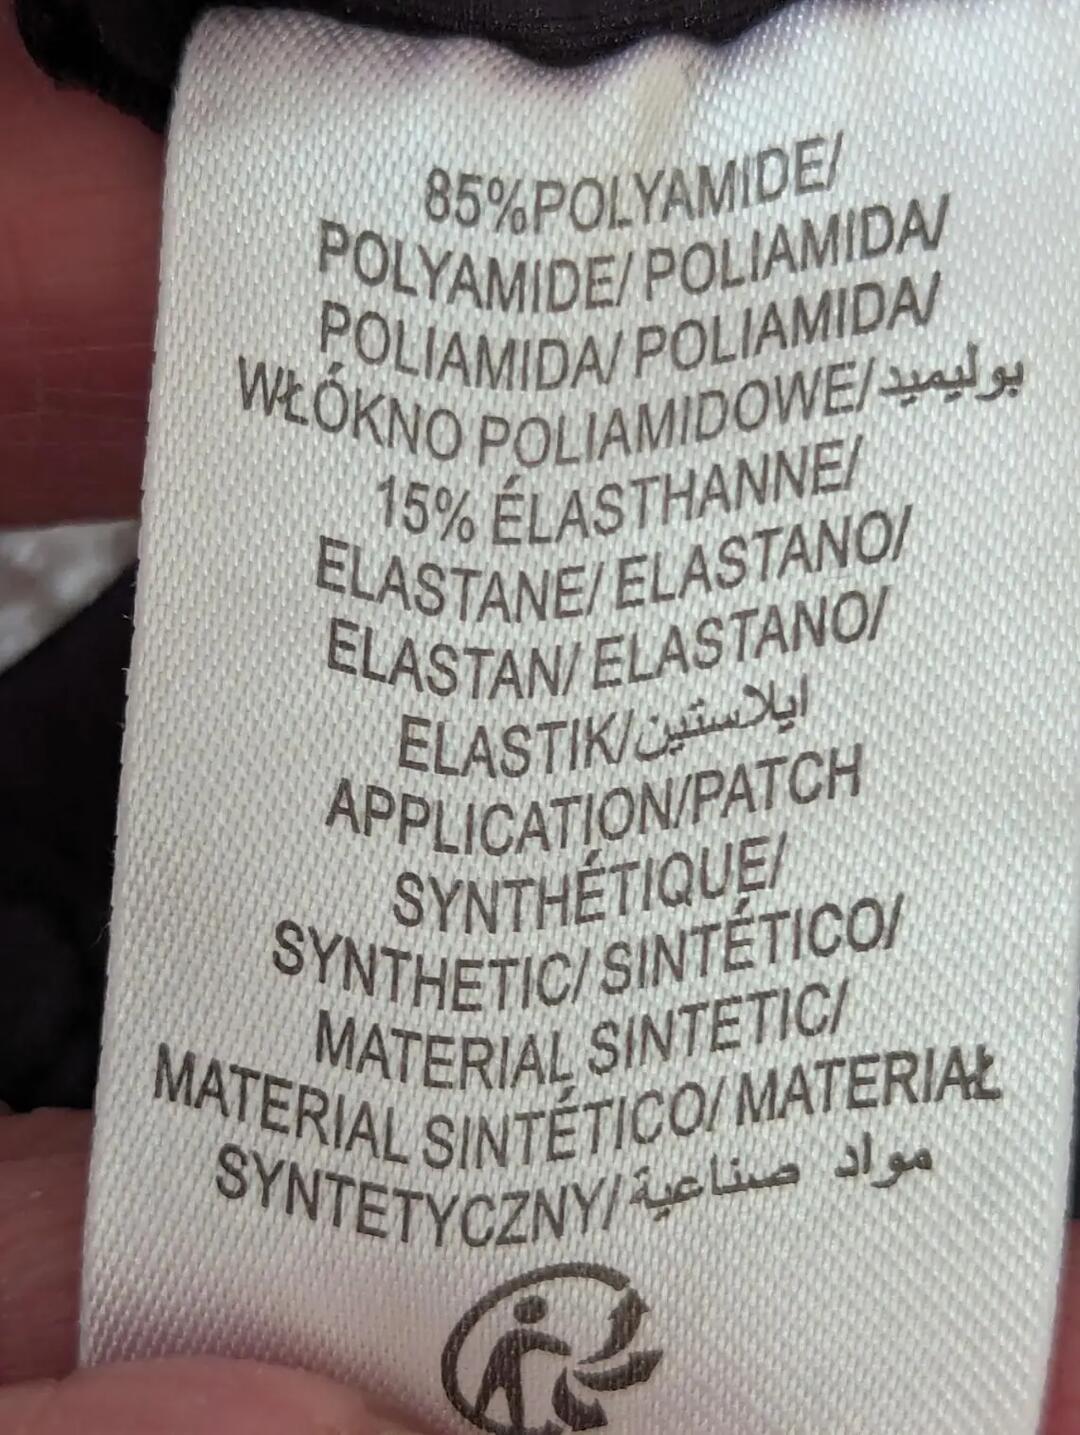 85%POLYAMIDE/
POLYAMIDE/ POLIAMIDA/
POLIAMIDA/ POLIAMIDA/
WŁÓKNO POLIAMIDOWE/بوليميد
15% ÉLASTHANNE/
ELASTANE/ ELASTANO/
ELASTAN/ ELASTANO/
ELASTIK/ايلاستين
APPLICATION/PATCH
SYNTHÉTIQUE/
SYNTHETIC/ SINTÉTICO/
MATERIAL SINTETIC/
MATERIAL SINTÉTICO/ MATERIAŁ
SYNTETYCZNY/مواد صناعية